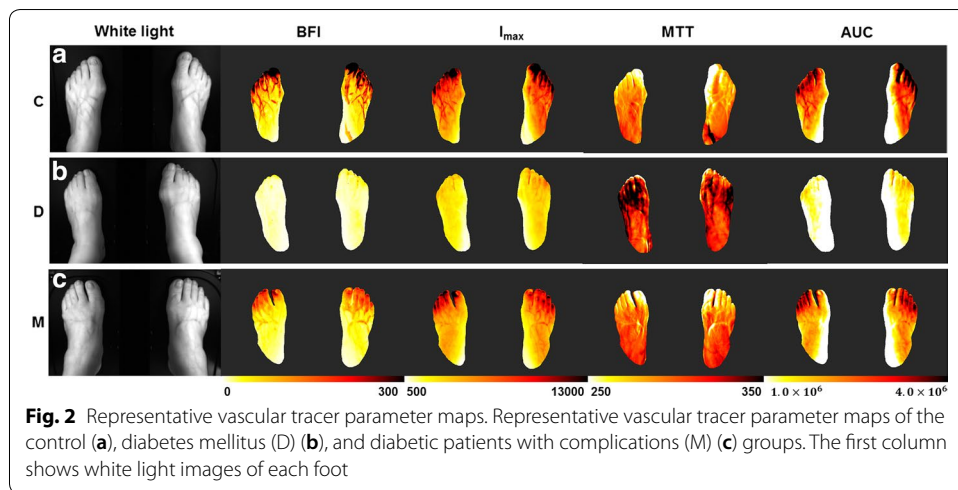 White light BFI Imax MTT AUC
a
C
b
D
c
M
0 300 500 13000 250 350 1.0 × 10⁶ 4.0 × 10⁶
Fig. 2 Representative vascular tracer parameter maps. Representative vascular tracer parameter maps of the
control (a), diabetes mellitus (D) (b), and diabetic patients with complications (M) (c) groups. The first column
shows white light images of each foot